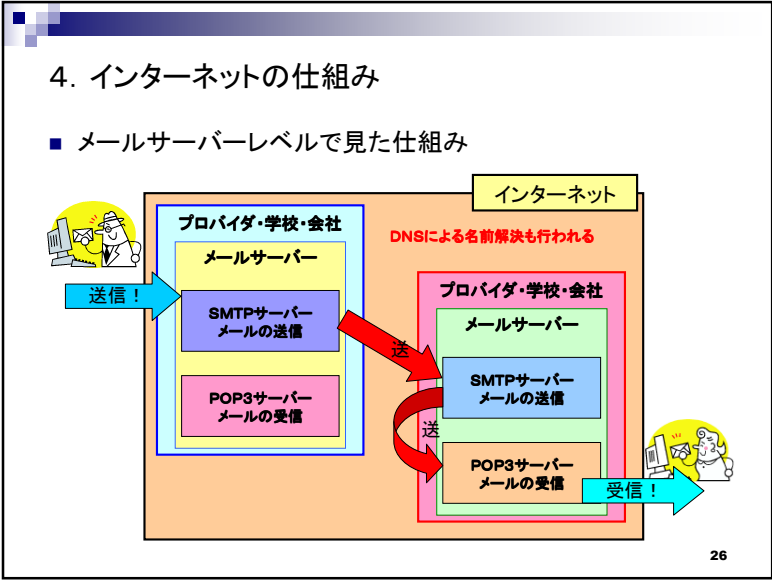 ４．インターネットの仕組み
メールサーバーレベルで見た仕組み
インターネット
プロバイダ・学校・会社
メールサーバー
DNSによる名前解決も行われる
送信！
SMTPサーバー
メールの送信
POP3サーバー
メールの受信
送
プロバイダ・学校・会社
メールサーバー
SMTPサーバー
メールの送信
送
POP3サーバー
メールの受信
受信！
26